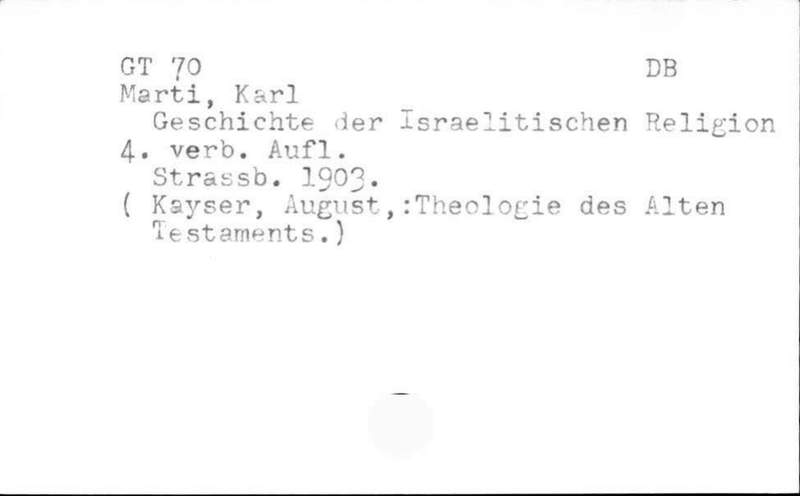 GT 70 DB
Marti, Karl
Geschichte der Israelitischen Religion
4. verb. Aufl.
Strassb. 1903.
( Kayser, August,:Theologie des Alten
Testaments.)